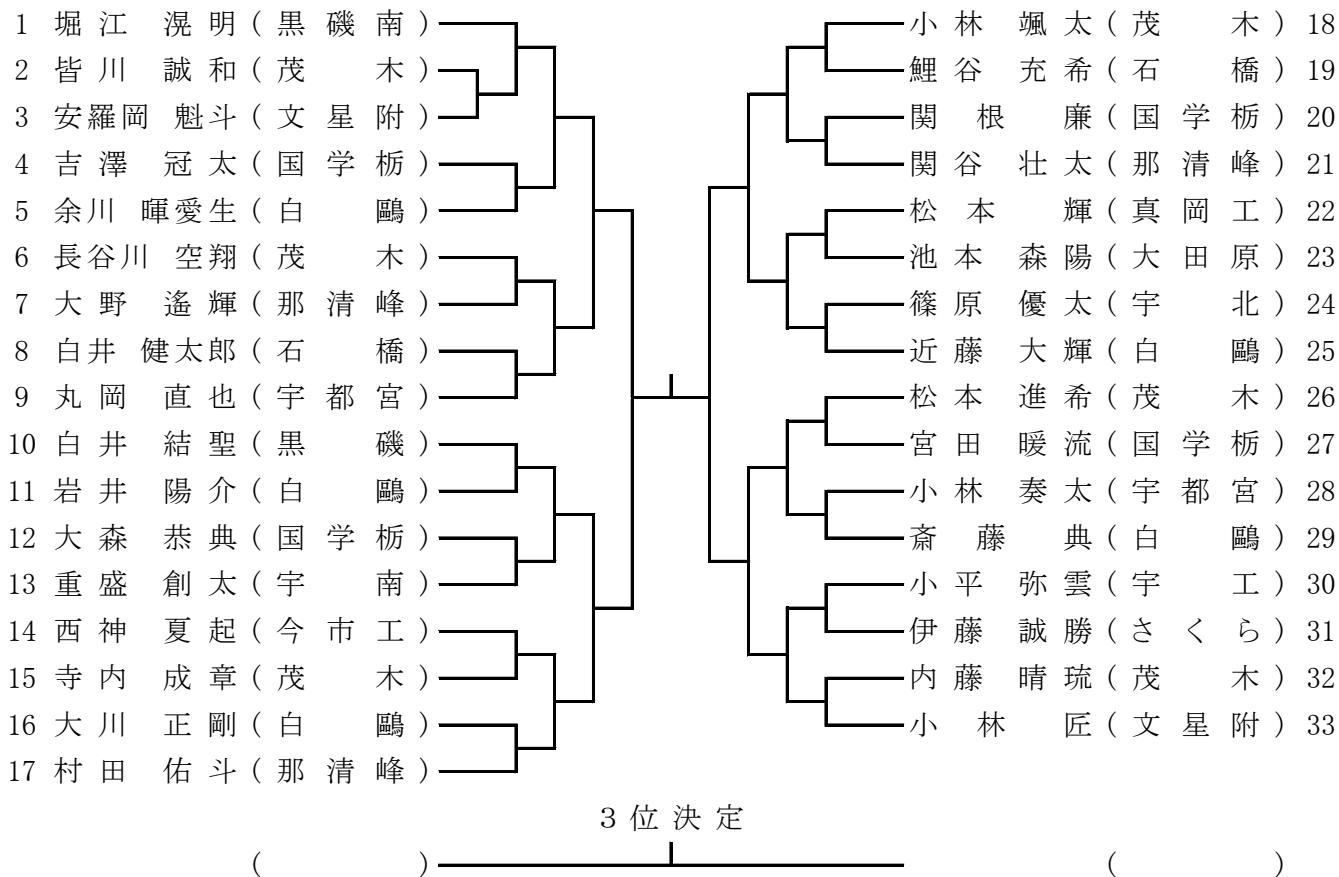 1 堀江 滉明(黒磯南)
2 皆川 誠和(茂木)
3 安羅岡 魁斗(文星附)
4 吉澤 冠太(国学栃)
5 余川 暉愛生(白鷗)
6 長谷川 空翔(茂木)
7 大野 遙輝(那清峰)
8 白井 健太郎(石橋)
9 丸岡 直也(宇都宮)
10 白井 結聖(黒磯)
11 岩井 陽介(白鷗)
12 大森 恭典(国学栃)
13 重盛 創太(宇南)
14 西神 夏起(今市工)
15 寺内 成章(茂木)
16 大川 正剛(白鷗)
17 村田 佑斗(那清峰)
小林 颯太(茂木) 18
鯉谷 充希(石橋) 19
関根 廉(国学栃) 20
関谷 壮太(那清峰) 21
松本 輝(真岡工) 22
池本 森陽(大田原) 23
篠原 優太(宇北) 24
近藤 大輝(白鷗) 25
松本 進希(茂木) 26
宮田 暖流(国学栃) 27
小林 奏太(宇都宮) 28
斎藤 典(白鷗) 29
小平 弥雲(宇工) 30
伊藤 誠勝(さくら) 31
内藤 晴琉(茂木) 32
小林 匠(文星附) 33
3位決定
( ) ( )